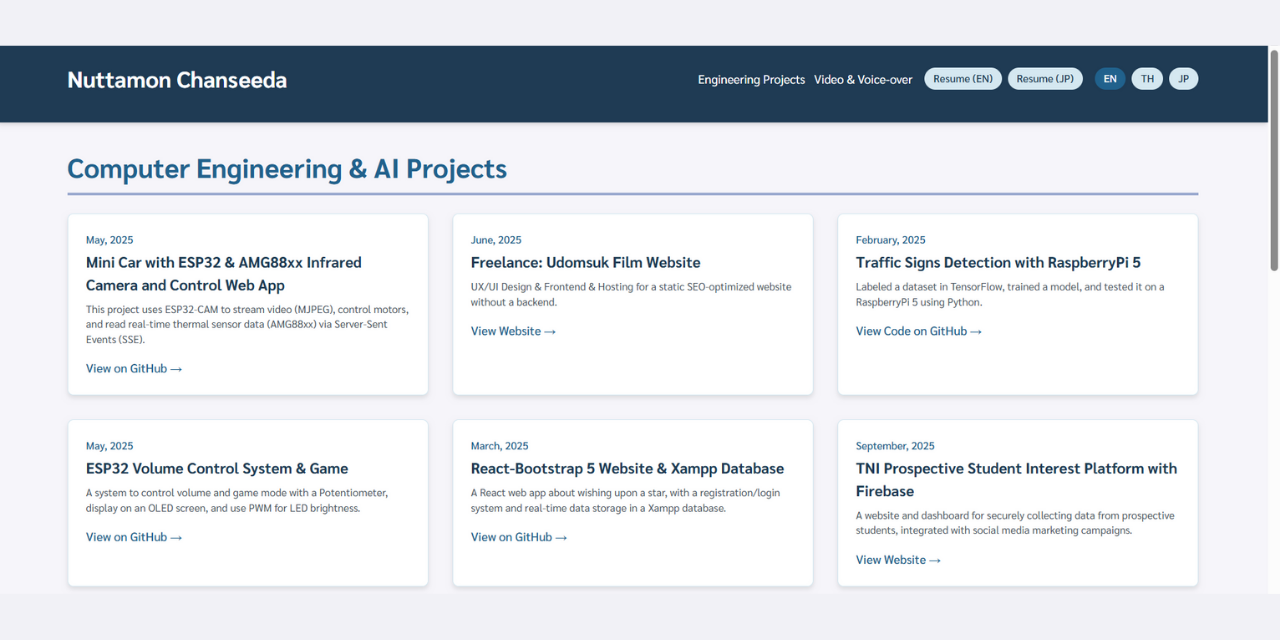 Nuttamon Chanseeda
Engineering Projects
Video & Voice-over
Resume (EN)
Resume (JP)
EN
TH
JP
Computer Engineering & AI Projects
May, 2025
Mini Car with ESP32 & AMG88xx Infrared
Camera and Control Web App
This project uses ESP32-CAM to stream video (MJPEG), control motors,
and read real-time thermal sensor data (AMG88xx) via Server-Sent
Events (SSE).
View on GitHub →
June, 2025
Freelance: Udomsuk Film Website
UX/UI Design & Frontend & Hosting for a static SEO-optimized website
without a backend.
View Website →
February, 2025
Traffic Signs Detection with RaspberryPi 5
Labeled a dataset in TensorFlow, trained a model, and tested it on a
RaspberryPi 5 using Python.
View Code on GitHub →
May, 2025
ESP32 Volume Control System & Game
A system to control volume and game mode with a Potentiometer,
display on an OLED screen, and use PWM for LED brightness.
View on GitHub →
March, 2025
React-Bootstrap 5 Website & Xampp Database
A React web app about wishing upon a star, with a registration/login
system and real-time data storage in a Xampp database.
View on GitHub →
September, 2025
TNI Prospective Student Interest Platform with
Firebase
A website and dashboard for securely collecting data from prospective
students, integrated with social media marketing campaigns.
View Website →